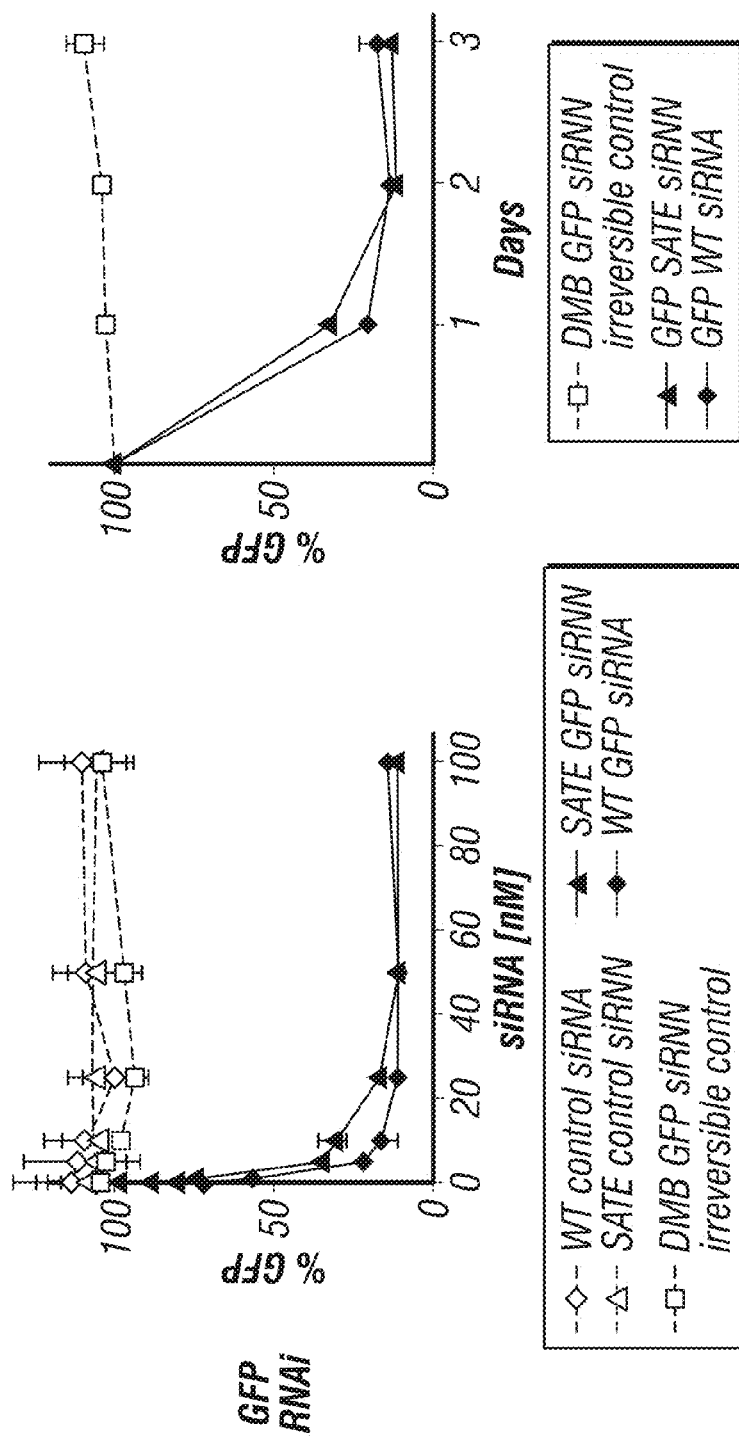 GFP
RNAi
% GFP
100
50
0
0
20
40
60
80
100
siRNA [nM]
WT control siRNA
SATE control siRNN
DMB GFP siRNN
irreversible control
SATE GFP siRNN
WT GFP siRNA
% GFP
100
50
0
1
2
3
Days
DMB GFP siRNN
irreversible control
GFP SATE siRNN
GFP WT siRNA